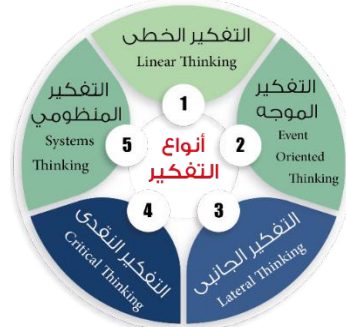 التفكير الخطى
Linear Thinking
1
التفكير
الموجه
Event
Oriented
Thinking
2
التفكير الجانبى
Lateral Thinking
3
التفكير النقدى
Critical Thinking
4
التفكير
المنظومي
Systems
Thinking
5
أنواع
التفكير